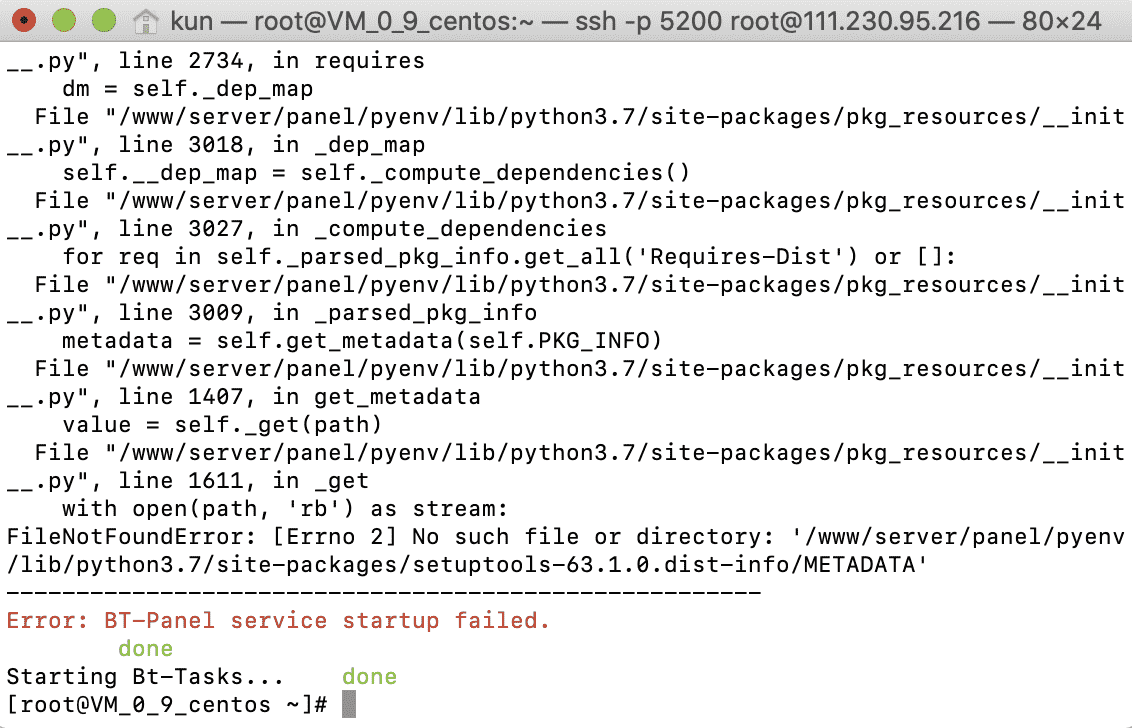 kun — root@VM_0_9_centos:~ — ssh -p 5200 root@111.230.95.216 — 80×24
__.py", line 2734, in requires
    dm = self._dep_map
  File "/www/server/panel/pyenv/lib/python3.7/site-packages/pkg_resources/__init
__.py", line 3018, in _dep_map
    self.__dep_map = self._compute_dependencies()
  File "/www/server/panel/pyenv/lib/python3.7/site-packages/pkg_resources/__init
__.py", line 3027, in _compute_dependencies
    for req in self._parsed_pkg_info.get_all('Requires-Dist') or []:
  File "/www/server/panel/pyenv/lib/python3.7/site-packages/pkg_resources/__init
__.py", line 3009, in _parsed_pkg_info
    metadata = self.get_metadata(self.PKG_INFO)
  File "/www/server/panel/pyenv/lib/python3.7/site-packages/pkg_resources/__init
__.py", line 1407, in get_metadata
    value = self._get(path)
  File "/www/server/panel/pyenv/lib/python3.7/site-packages/pkg_resources/__init
__.py", line 1611, in _get
    with open(path, 'rb') as stream:
FileNotFoundError: [Errno 2] No such file or directory: '/www/server/panel/pyenv
/lib/python3.7/site-packages/setuptools-63.1.0.dist-info/METADATA'
------------------------------------------------------
Error: BT-Panel service startup failed.
        done
Starting Bt-Tasks...    done
[root@VM_0_9_centos ~]#